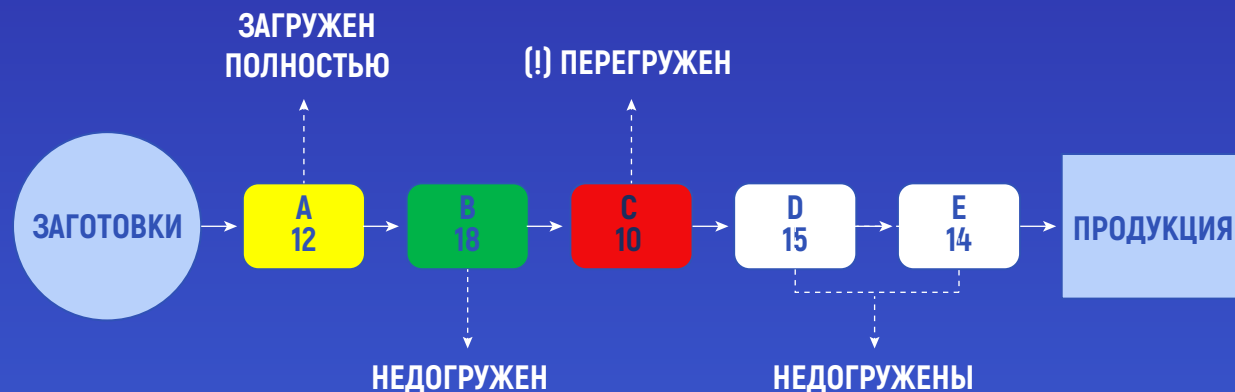 ЗАГРУЖЕН
ПОЛНОСТЬЮ
(!) ПЕРЕГРУЖЕН
ЗАГОТОВКИ
A
12
B
18
C
10
D
15
E
14
ПРОДУКЦИЯ
НЕДОГРУЖЕН
НЕДОГРУЖЕНЫ